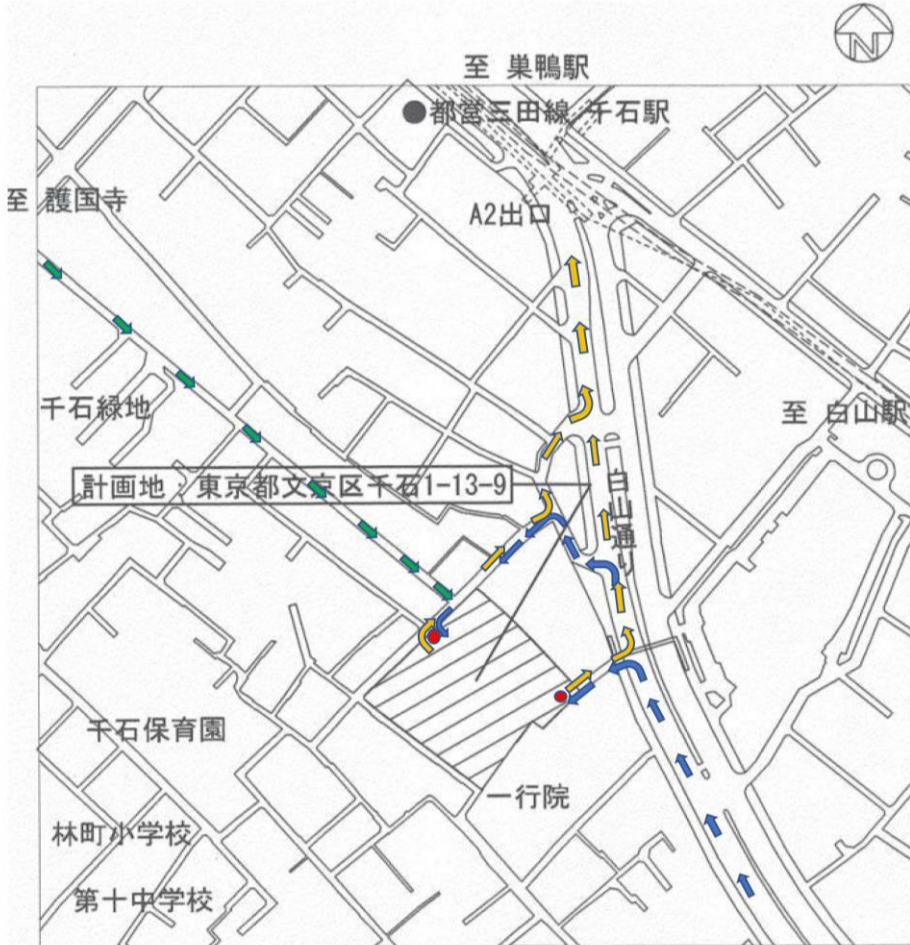 N
至 巣鴨駅
都営三田線 千石駅
至 護国寺
A2出口
千石緑地
至 白山駅
計画地:東京都文京区千石1-13-9
白山通り
千石保育園
一行院
林町小学校
第十中学校